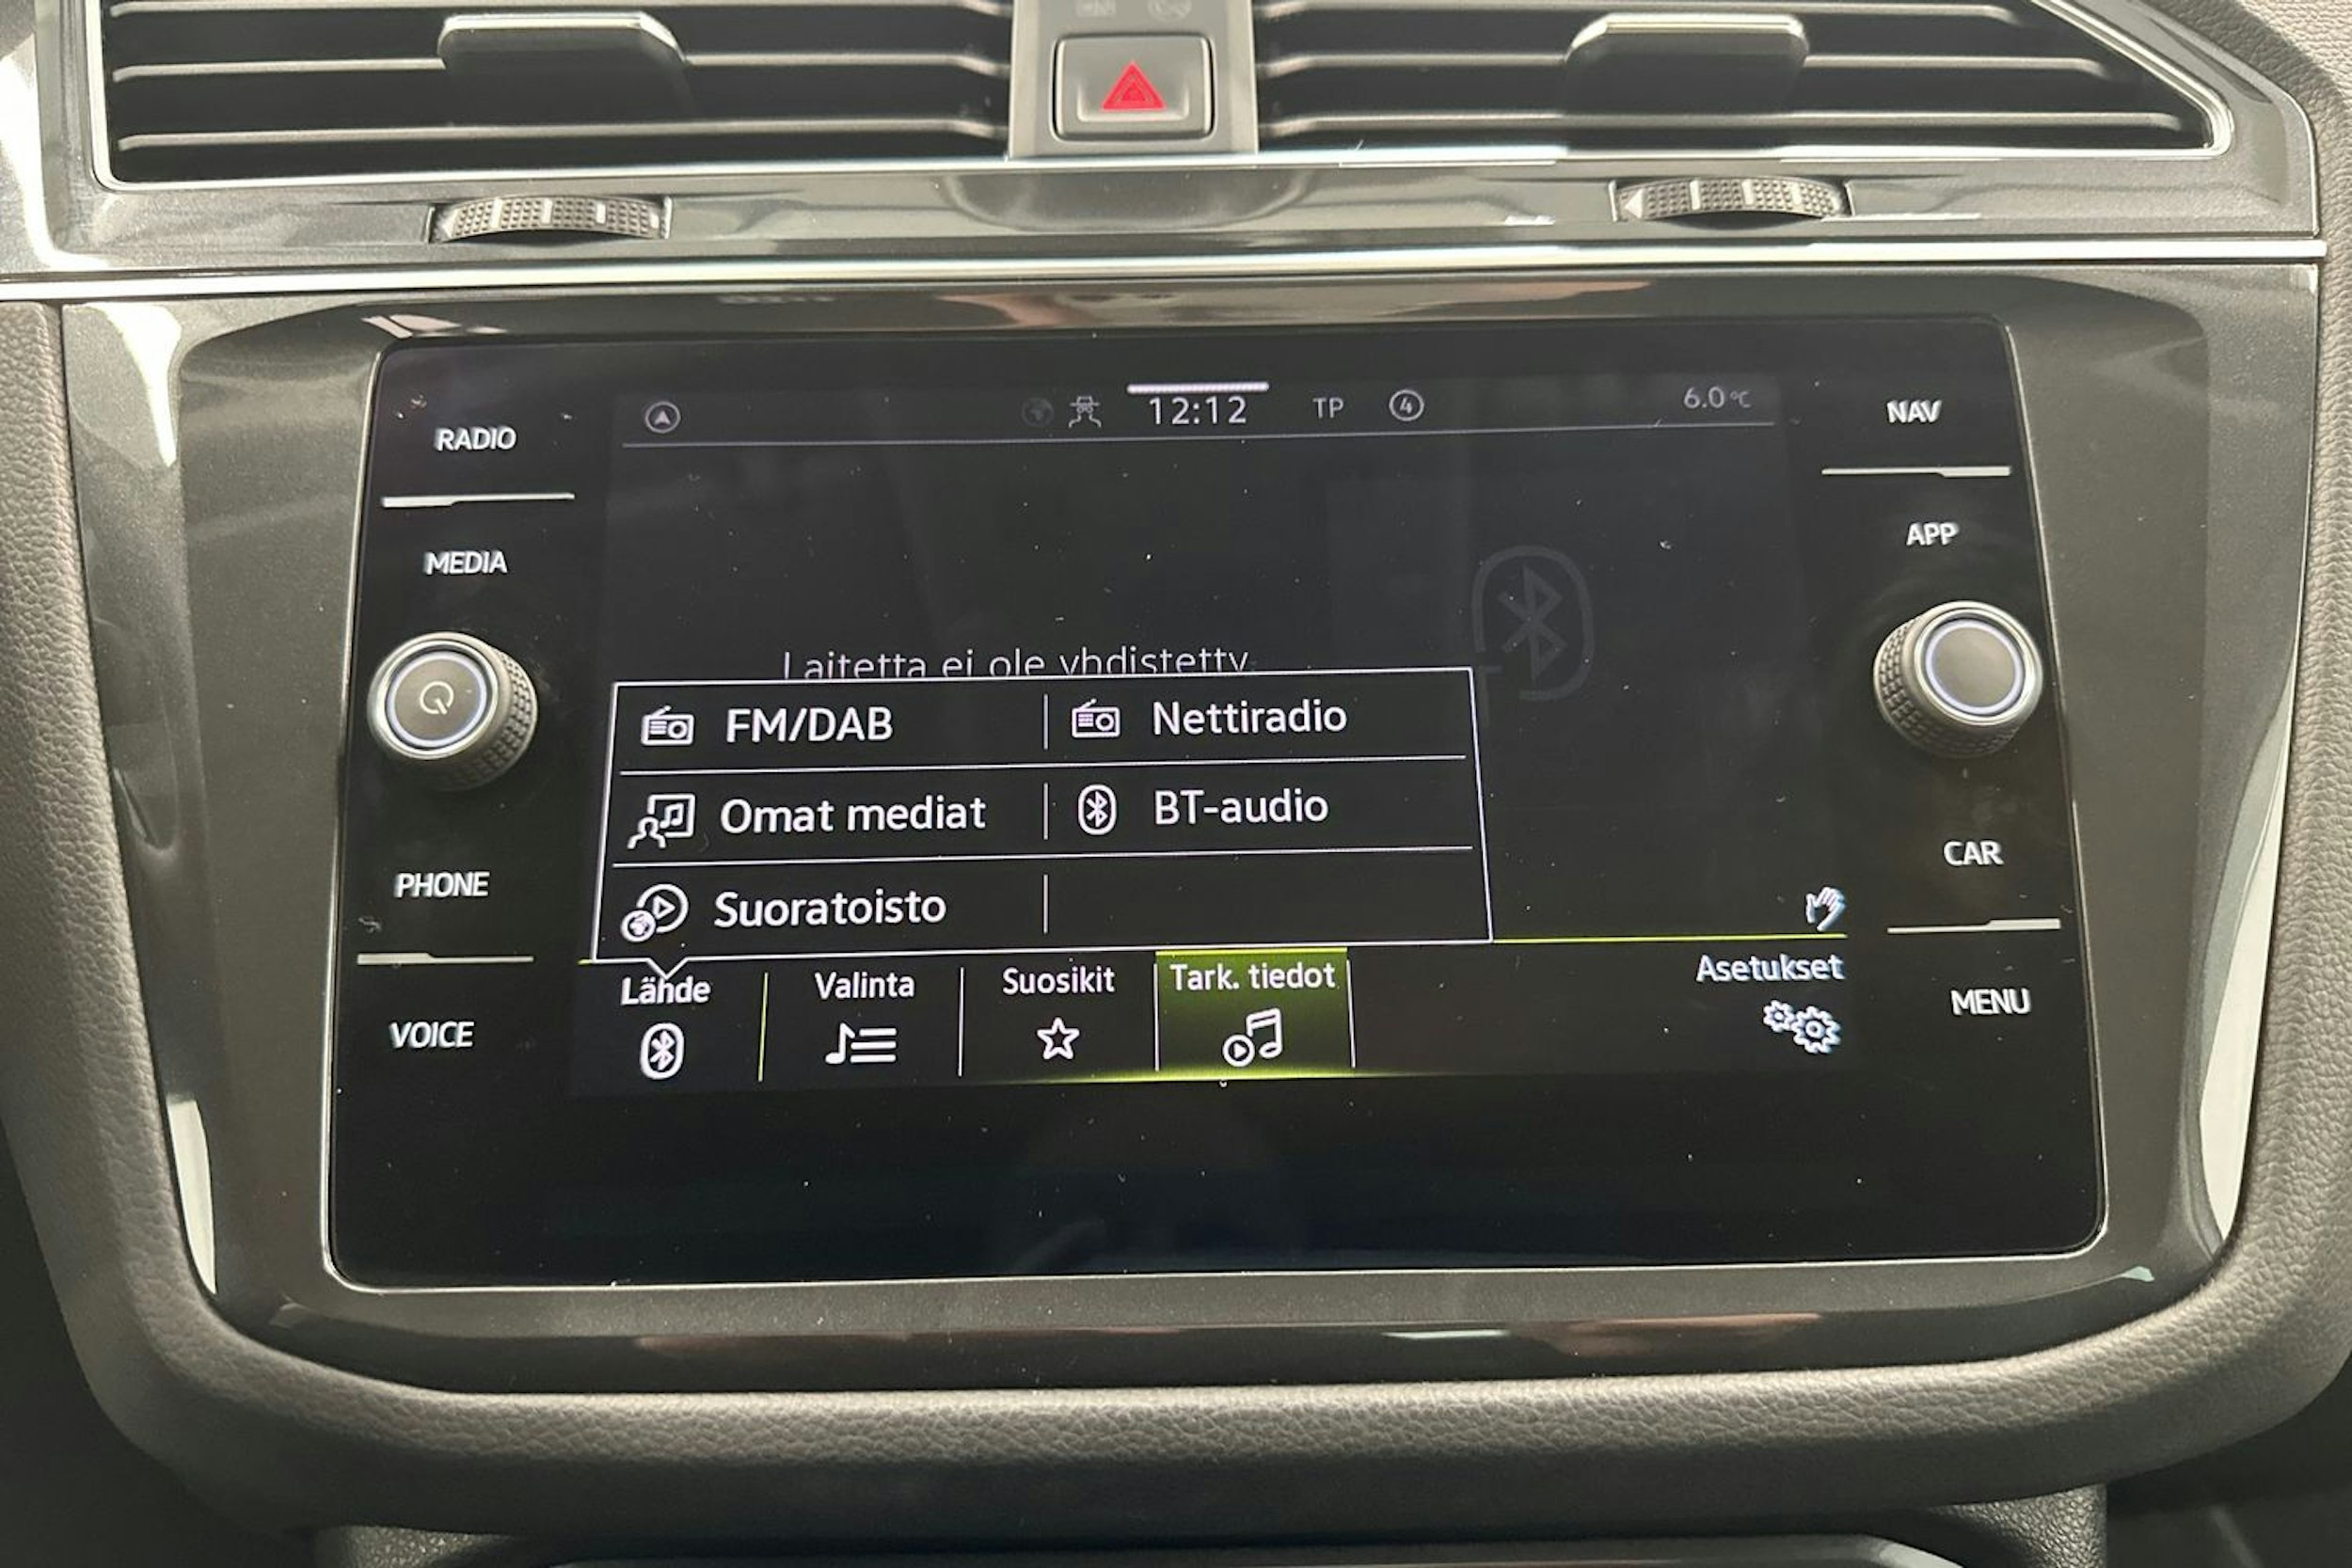 12:12 TP 4 6.0°C
RADIO
NAV
MEDIA
APP
Laitetta ei ole yhdistetty.
FM/DAB
Nettiradio
Omat mediat
BT-audio
Suoratoisto
PHONE
CAR
Lähde
Valinta
Suosikit
Tark. tiedot
Asetukset
VOICE
MENU